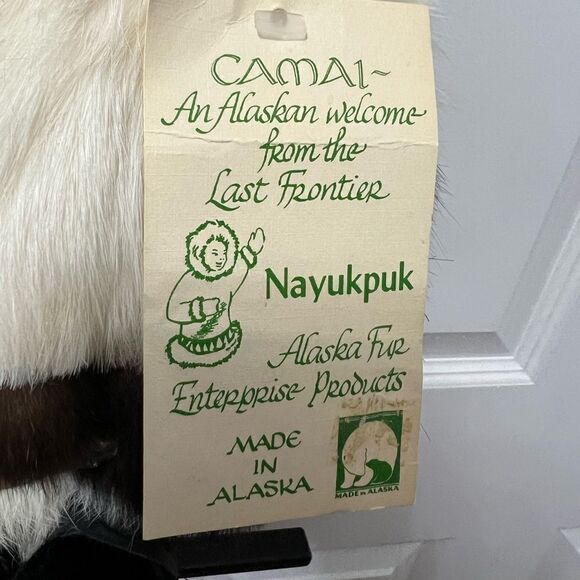 CAMAI~
An Alaskan welcome
from the
Last Frontier
Nayukpuk
Alaska Fur
Enterprise Products
MADE
IN
ALASKA
MADE IN ALASKA